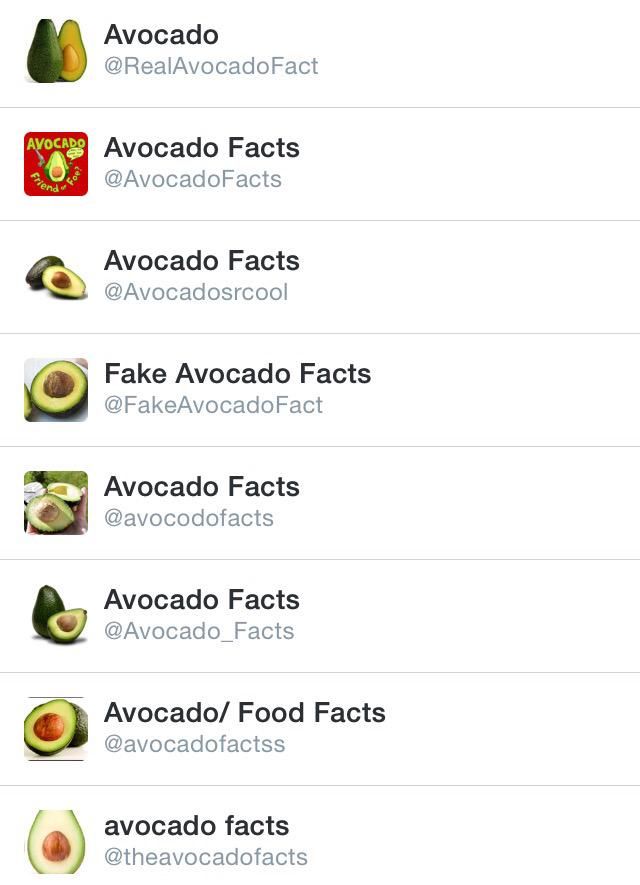 Avocado
@RealAvocadoFact
AVOCADO
Friend or Foe?
Avocado Facts
@AvocadoFacts
Avocado Facts
@Avocadosrcool
Fake Avocado Facts
@FakeAvocadoFact
Avocado Facts
@avocodofacts
Avocado Facts
@Avocado_Facts
Avocado/ Food Facts
@avocadofactss
avocado facts
@theavocadofacts